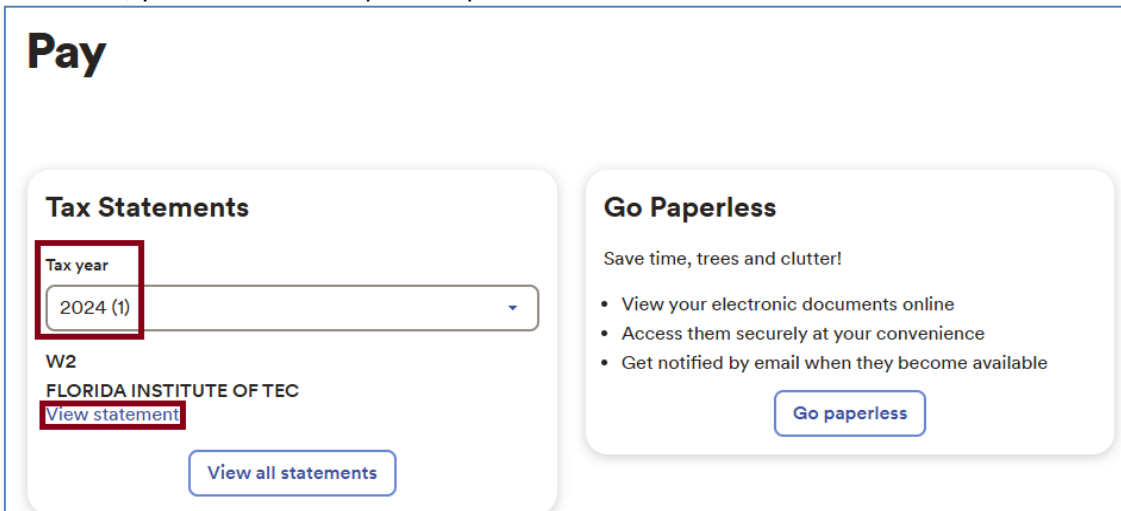 Pay
Tax Statements
Tax year
2024 (1)
W2
FLORIDA INSTITUTE OF TEC
View statement
View all statements
Go Paperless
Save time, trees and clutter!
• View your electronic documents online
• Access them securely at your convenience
• Get notified by email when they become available
Go paperless